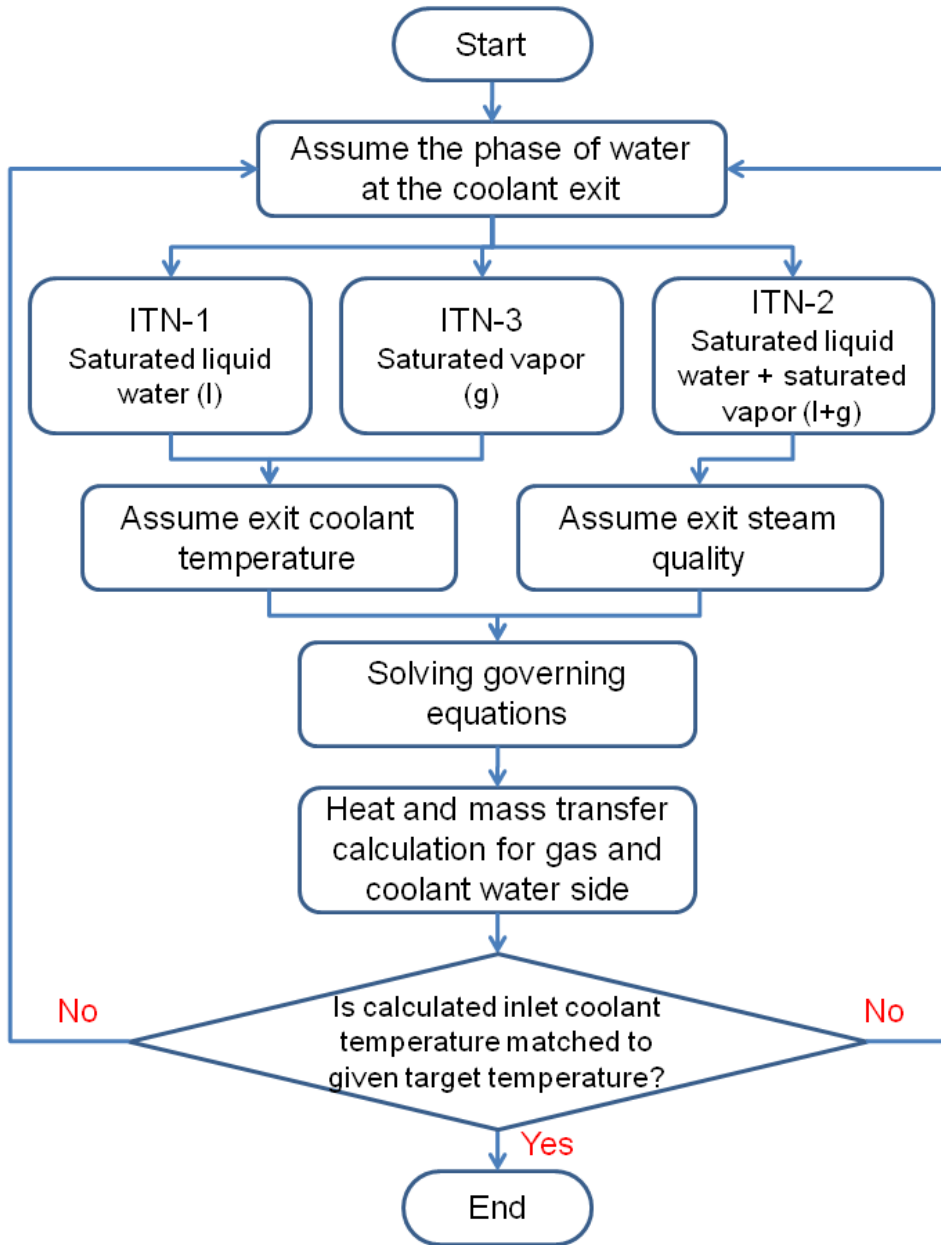 Start
Assume the phase of water
at the coolant exit
ITN-1
Saturated liquid
water (l)
ITN-3
Saturated vapor
(g)
ITN-2
Saturated liquid
water + saturated
vapor (l+g)
Assume exit coolant
temperature
Assume exit steam
quality
Solving governing
equations
Heat and mass transfer
calculation for gas and
coolant water side
No
Is calculated inlet coolant
temperature matched to
given target temperature?
No
Yes
End